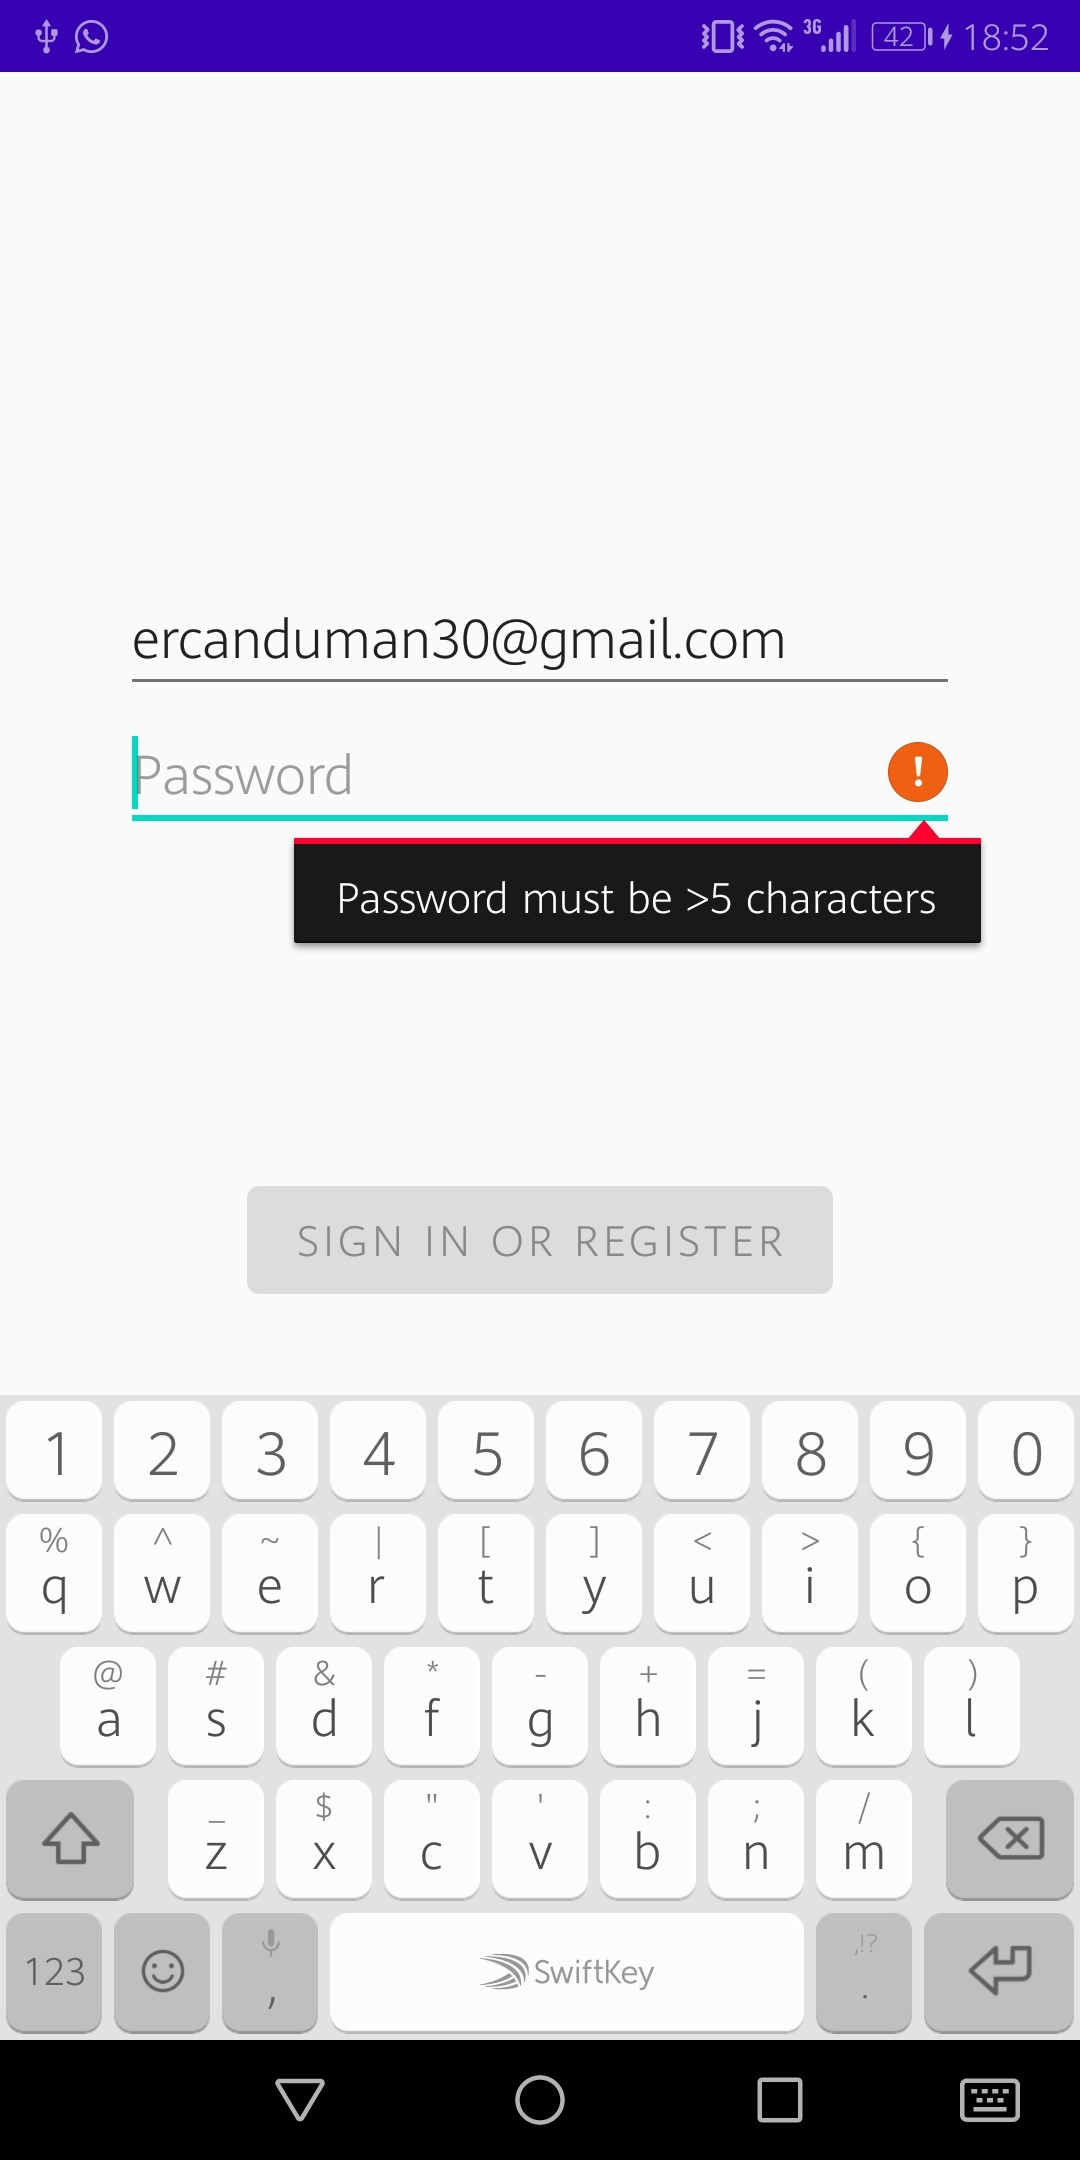 3G 42 18:52
ercanduman30@gmail.com
Password
!
Password must be >5 characters
SIGN IN OR REGISTER
1 2 3 4 5 6 7 8 9 0
% ^ ~ | [ ] < > { }
q w e r t y u i o p
@ # & * - + = ( )
a s d f g h j k l
_ $ " ' : ; /
z x c v b n m
,!?
123 , SwiftKey .